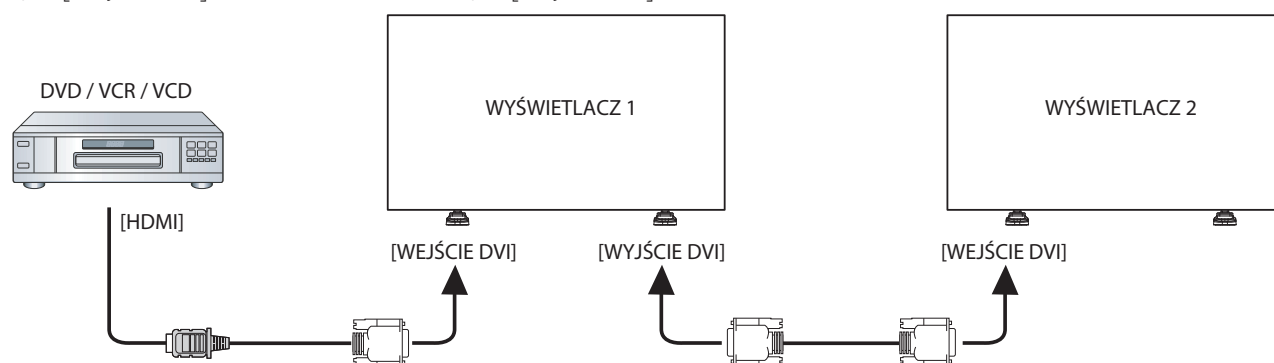 DVD / VCR / VCD
WYŚWIETLACZ 1
WYŚWIETLACZ 2
[HDMI]
[WEJŚCIE DVI]
[WYJŚCIE DVI]
[WEJŚCIE DVI]